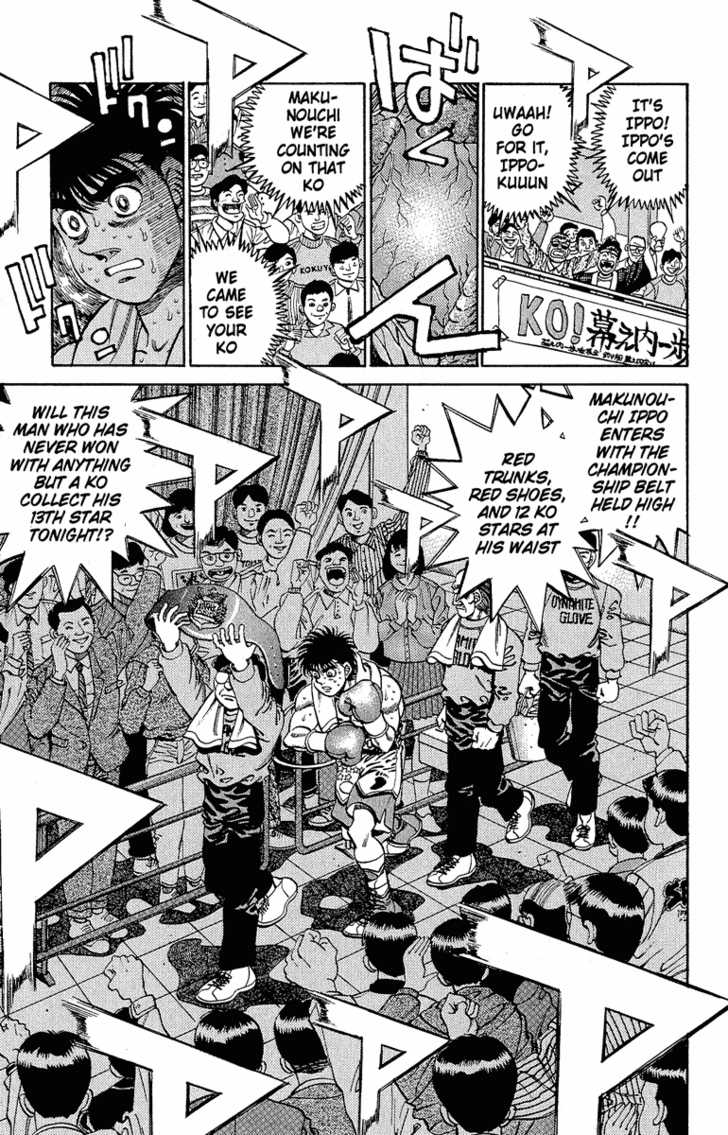 IT'S
IPPO!
IPPO'S
COME
OUT
UWAAH!
GO
FOR IT,
IPPO-
KUUUN
KO! 幕之内一歩
ばく
ん
MAKU-
NOUCHI
WE'RE
COUNTING
ON THAT
KO
KOKUYO
WE
CAME
TO SEE
YOUR
KO
ドクン
ドクン
MAKUNOU-
CHI IPPO
ENTERS
WITH THE
CHAMPION-
SHIP BELT
HELD HIGH
!!
RED
TRUNKS,
RED SHOES,
AND 12 KO
STARS AT
HIS WAIST
WILL THIS
MAN WHO HAS
NEVER WON
WITH ANYTHING
BUT A KO
COLLECT HIS
13TH STAR
TONIGHT!?
DYNAMITE
GLOVE